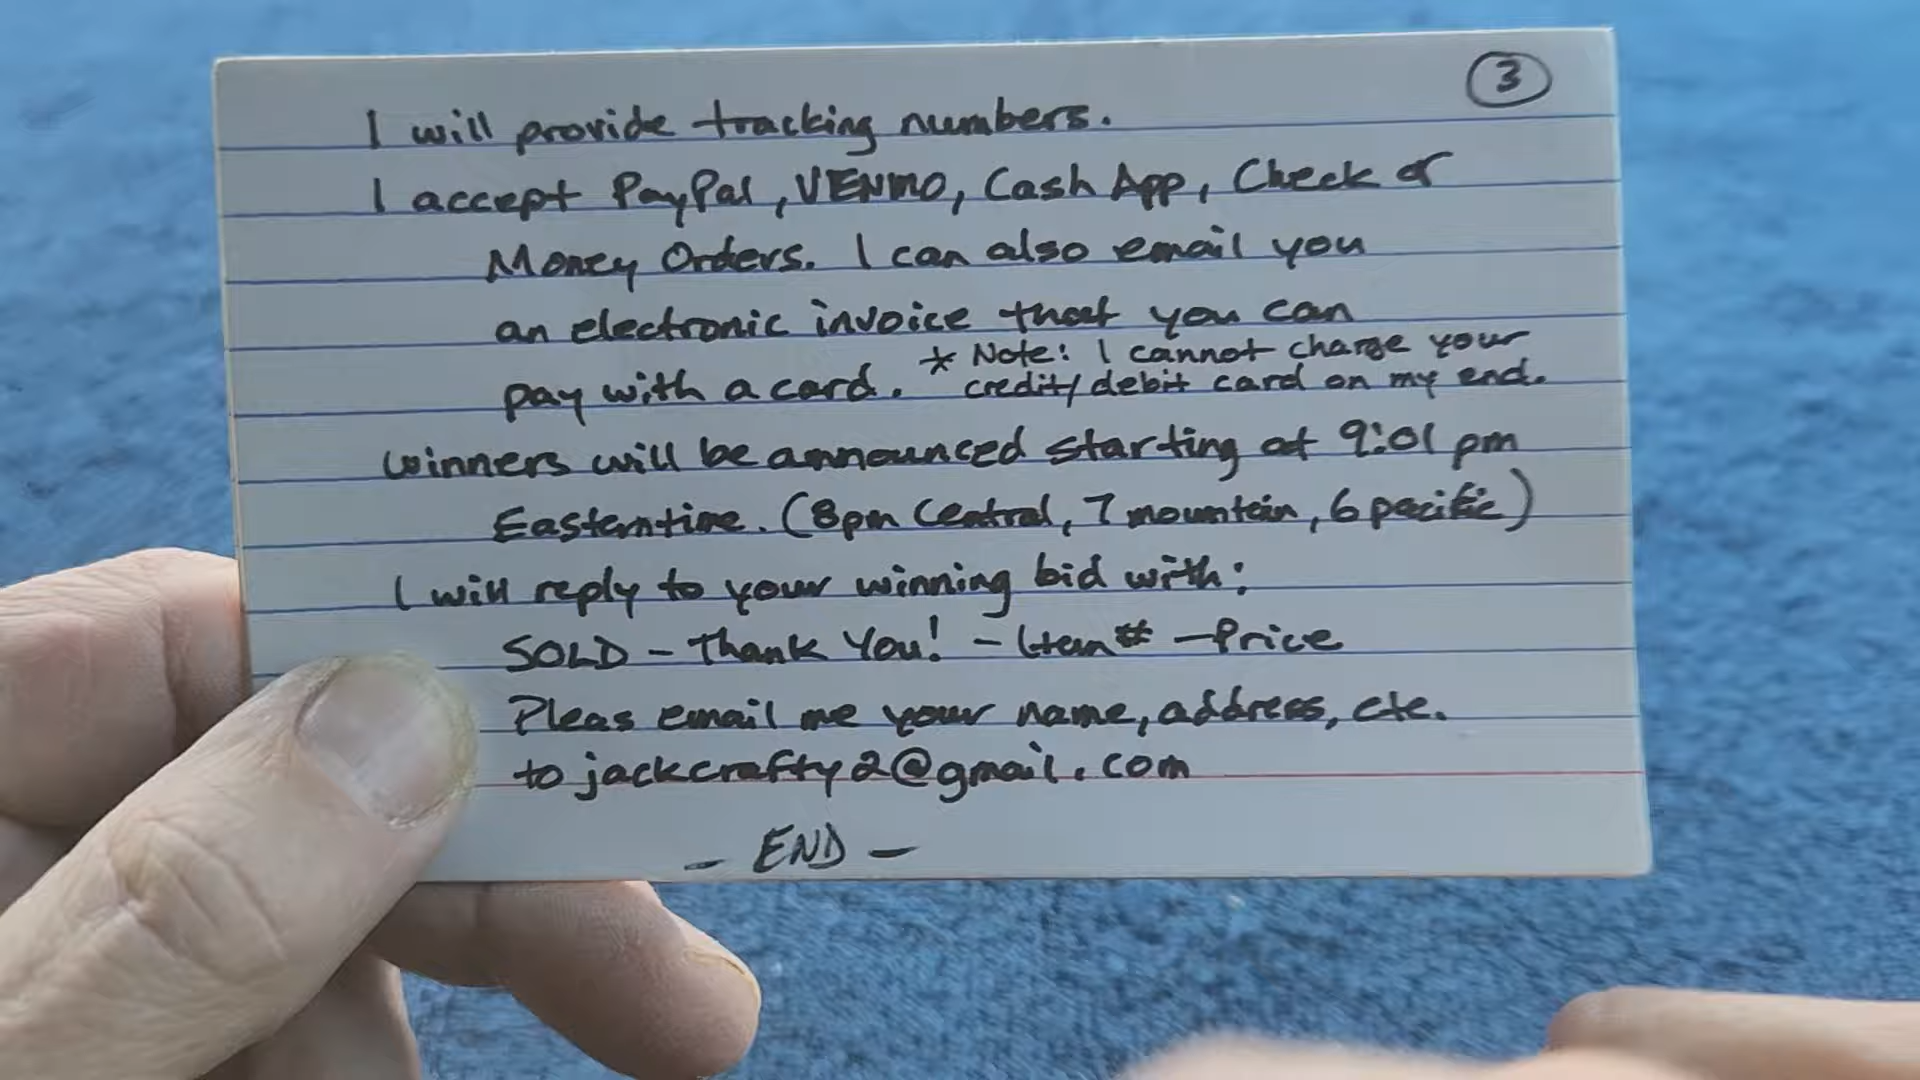 3
I will provide tracking numbers.
I accept PayPal, VENMO, Cash App, Check or
Money Orders. I can also email you
an electronic invoice that you can
pay with a card. * Note: I cannot charge your
credit/debit card on my end.
Winners will be announced starting at 9:01 pm
Eastern time. (8pm Central, 7 mountain, 6 pacific)
I will reply to your winning bid with:
SOLD - Thank You! - Item # - Price
Pleas email me your name, address, etc.
to jackcrafty2@gmail.com
- END -